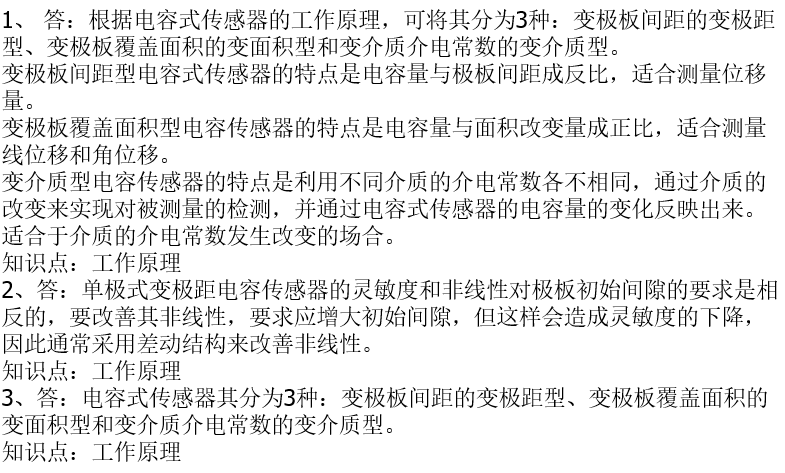 1、 答：根据电容式传感器的工作原理，可将其分为3种：变极板间距的变极距
型、变极板覆盖面积的变面积型和变介质介电常数的变介质型。
变极板间距型电容式传感器的特点是电容量与极板间距成反比，适合测量位移
量。
变极板覆盖面积型电容传感器的特点是电容量与面积改变量成正比，适合测量
线位移和角位移。
变介质型电容传感器的特点是利用不同介质的介电常数各不相同，通过介质的
改变来实现对被测量的检测，并通过电容式传感器的电容量的变化反映出来。
适合于介质的介电常数发生改变的场合。
知识点：工作原理
2、答：单极式变极距电容传感器的灵敏度和非线性对极板初始间隙的要求是相
反的，要改善其非线性，要求应增大初始间隙，但这样会造成灵敏度的下降，
因此通常采用差动结构来改善非线性。
知识点：工作原理
3、答：电容式传感器其分为3种：变极板间距的变极距型、变极板覆盖面积的
变面积型和变介质介电常数的变介质型。
知识点：工作原理